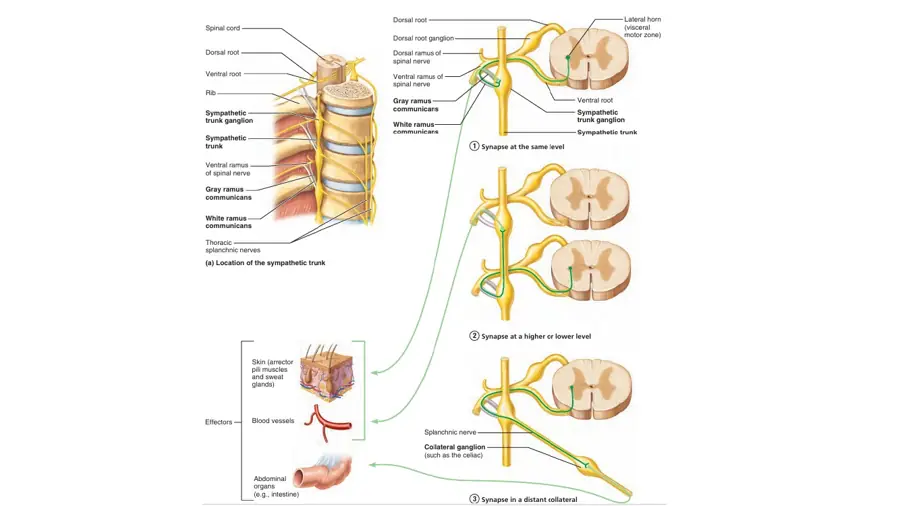 Spinal cord
Dorsal root
Ventral root
Rib
Sympathetic
trunk ganglion
Sympathetic
trunk
Ventral ramus
of spinal nerve
Gray ramus
communicans
White ramus
communicans
Thoracic
splanchnic nerves
(a) Location of the sympathetic trunk
Dorsal root
Dorsal root ganglion
Dorsal ramus of
spinal nerve
Ventral ramus of
spinal nerve
Gray ramus
communicans
White ramus
communicans
Lateral horn
(visceral
motor zone)
Ventral root
Sympathetic
trunk ganglion
Sympathetic trunk
1 Synapse at the same level
2 Synapse at a higher or lower level
Effectors
Skin (arrector
pili muscles
and sweat
glands)
Blood vessels
Abdominal
organs
(e.g., intestine)
Splanchnic nerve
Collateral ganglion
(such as the celiac)
3 Synapse in a distant collateral